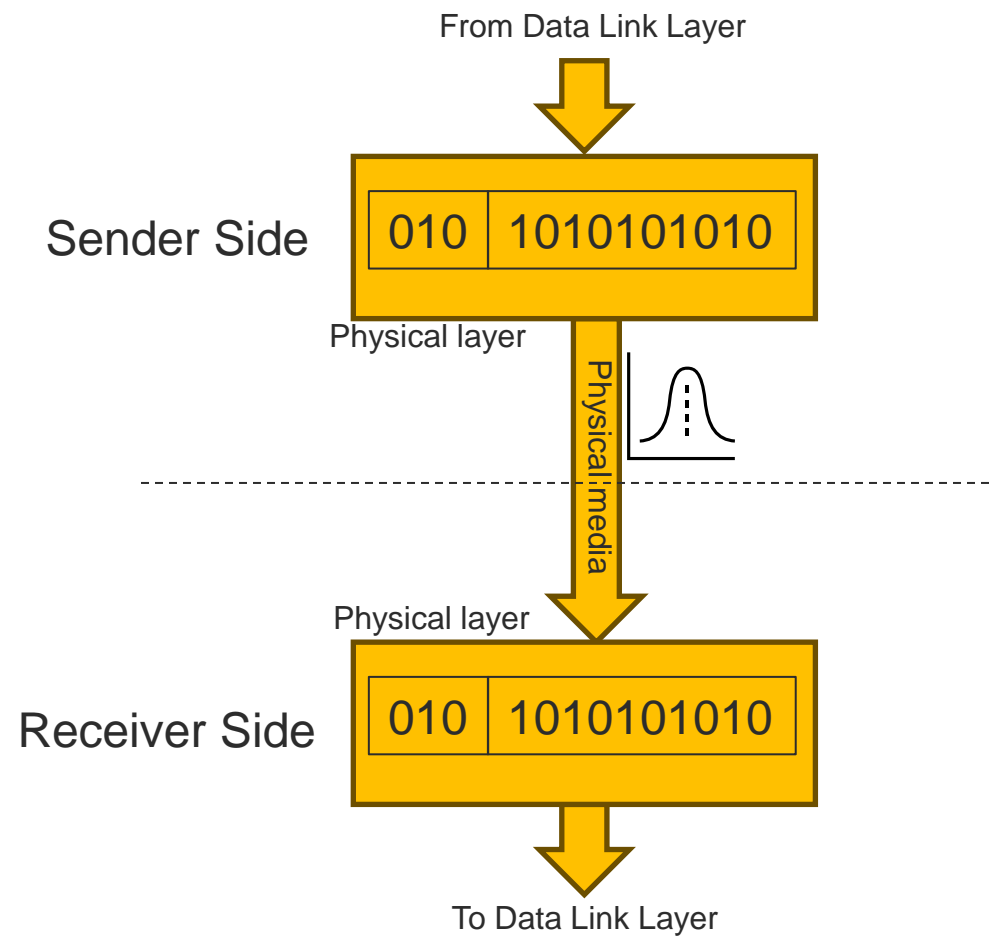 From Data Link Layer
Sender Side
010 1010101010
Physical layer
Physical media
Physical layer
Receiver Side
010 1010101010
To Data Link Layer